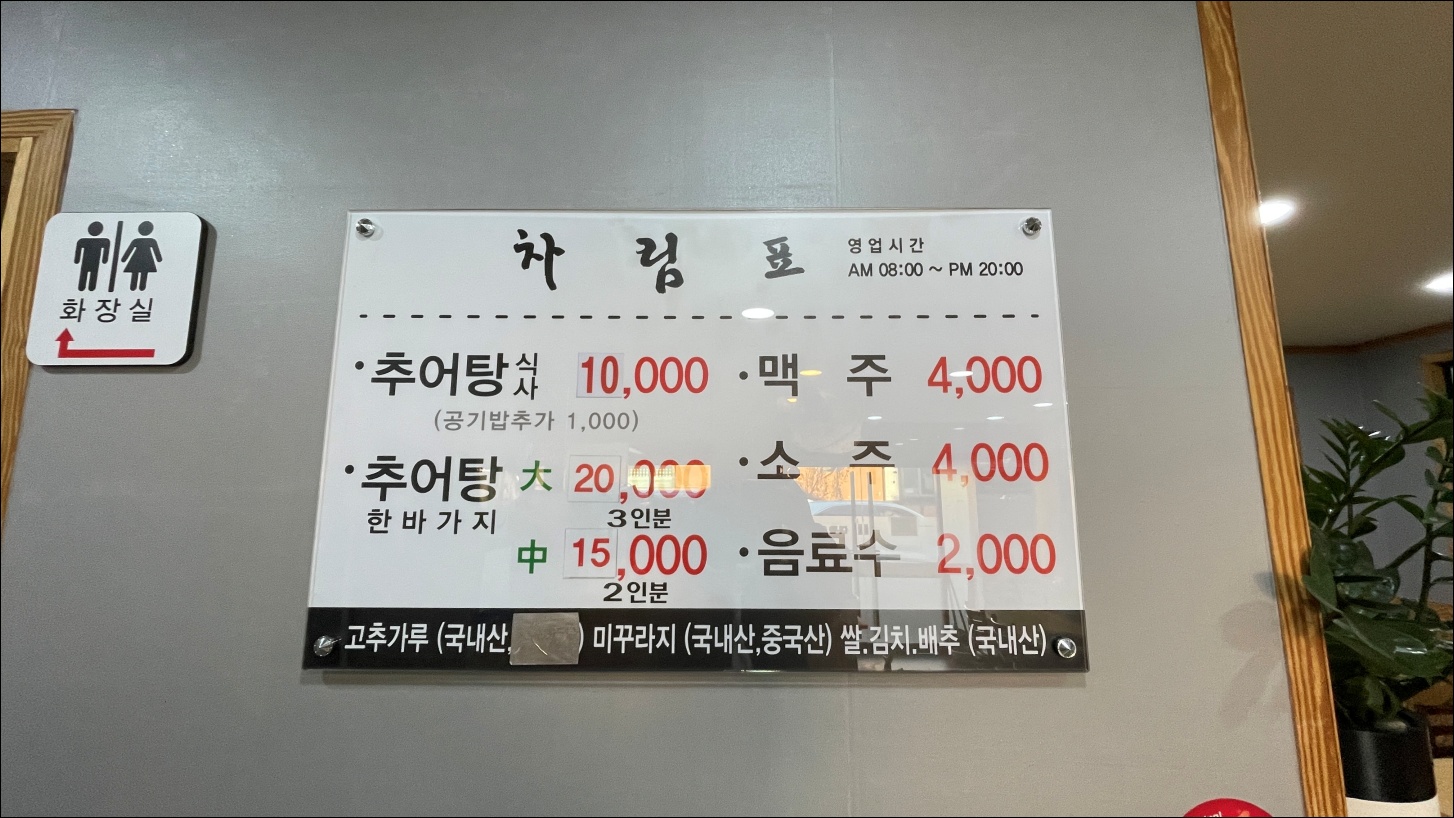 화장실
차림표
영업시간
AM 08:00 ~ PM 20:00
·추어탕 식사 10,000
(공기밥추가 1,000)
·추어탕 大 20,000
한바가지
3인분
中 15,000
2인분
·맥주 4,000
·소주 4,000
·음료수 2,000
고추가루 (국내산, ) 미꾸라지 (국내산,중국산) 쌀.김치.배추 (국내산)